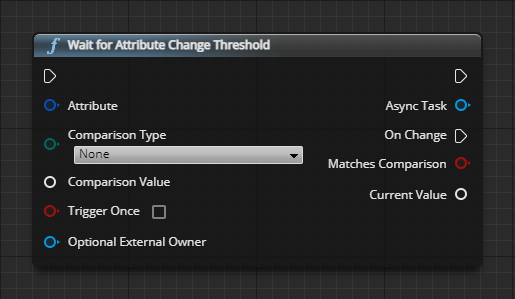 Wait for Attribute Change Threshold
Attribute
Async Task
Comparison Type
None
On Change
Matches Comparison
Comparison Value
Current Value
Trigger Once
Optional External Owner